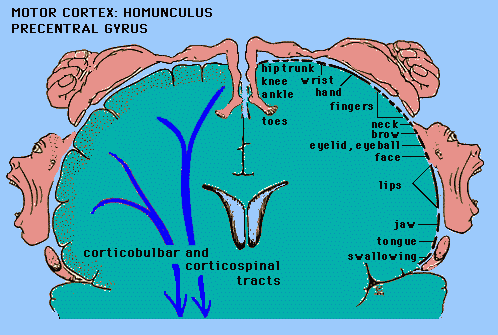 MOTOR CORTEX: HOMUNCULUS
PRECENTRAL GYRUS
hip trunk
knee wrist
ankle hand
fingers
toes
neck
brow
eyelid, eyeball
face
lips
jaw
tongue
swallowing
corticobulbar and
corticospinal
tracts